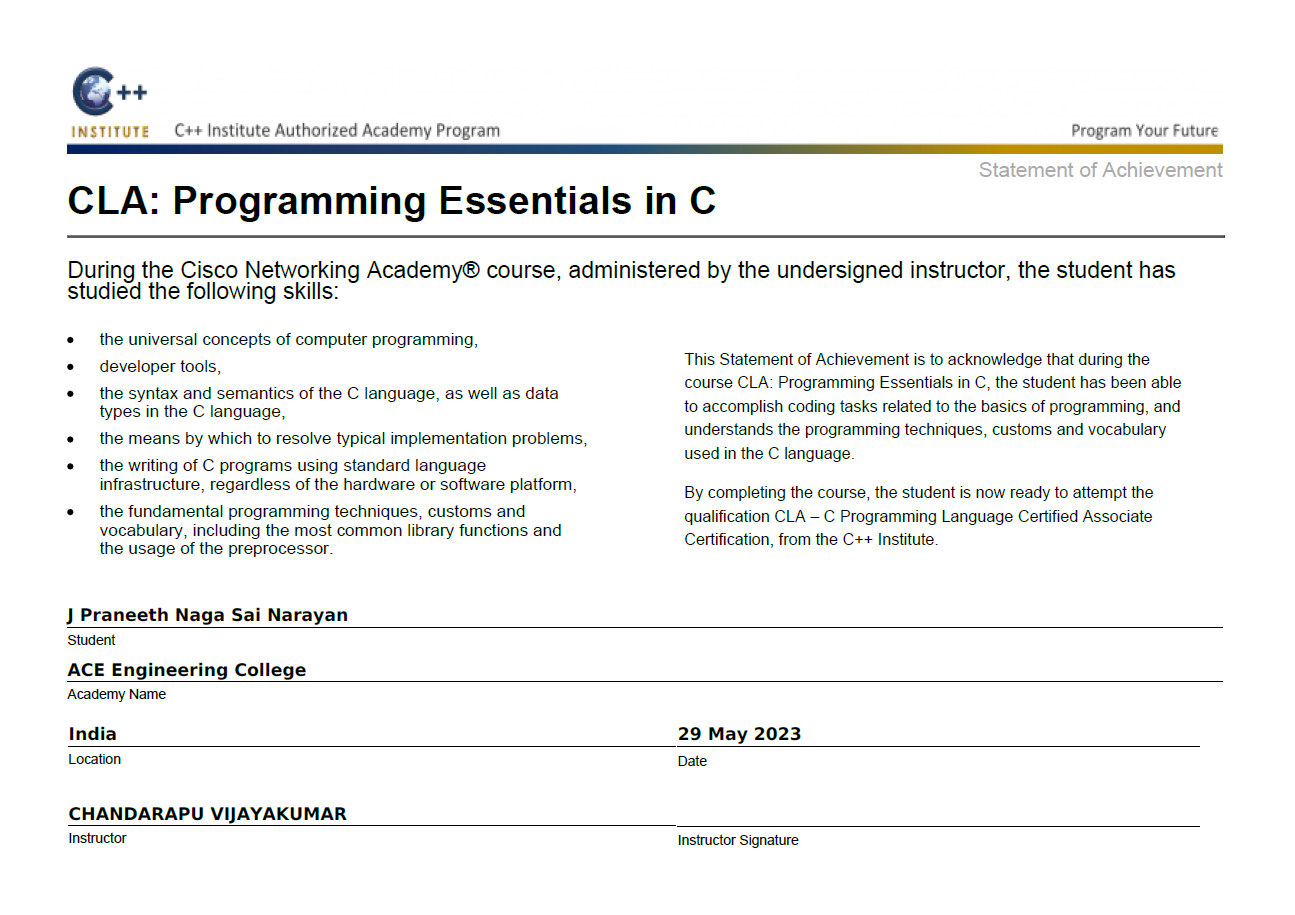 C++
INSTITUTE
C++ Institute Authorized Academy Program
Program Your Future
Statement of Achievement
CLA: Programming Essentials in C
During the Cisco Networking Academy® course, administered by the undersigned instructor, the student has
studied the following skills:
• the universal concepts of computer programming,
• developer tools,
• the syntax and semantics of the C language, as well as data
types in the C language,
• the means by which to resolve typical implementation problems,
• the writing of C programs using standard language
infrastructure, regardless of the hardware or software platform,
• the fundamental programming techniques, customs and
vocabulary, including the most common library functions and
the usage of the preprocessor.
This Statement of Achievement is to acknowledge that during the
course CLA: Programming Essentials in C, the student has been able
to accomplish coding tasks related to the basics of programming, and
understands the programming techniques, customs and vocabulary
used in the C language.
By completing the course, the student is now ready to attempt the
qualification CLA – C Programming Language Certified Associate
Certification, from the C++ Institute.
J Praneeth Naga Sai Narayan
Student
ACE Engineering College
Academy Name
India
Location
29 May 2023
Date
CHANDARAPU VIJAYAKUMAR
Instructor
Instructor Signature